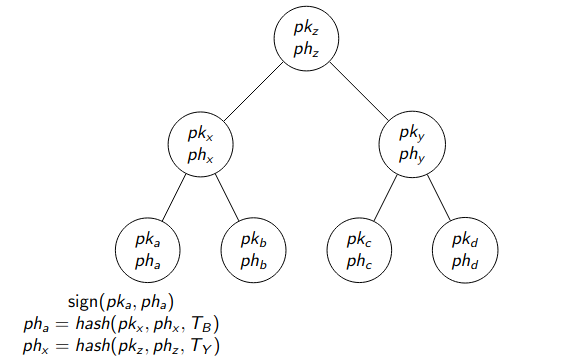 pk_z
ph_z
pk_x
ph_x
pk_y
ph_y
pk_a
ph_a
pk_b
ph_b
pk_c
ph_c
pk_d
ph_d
sign(pk_a, ph_a)
ph_a = hash(pk_x, ph_x, T_B)
ph_x = hash(pk_z, ph_z, T_Y)